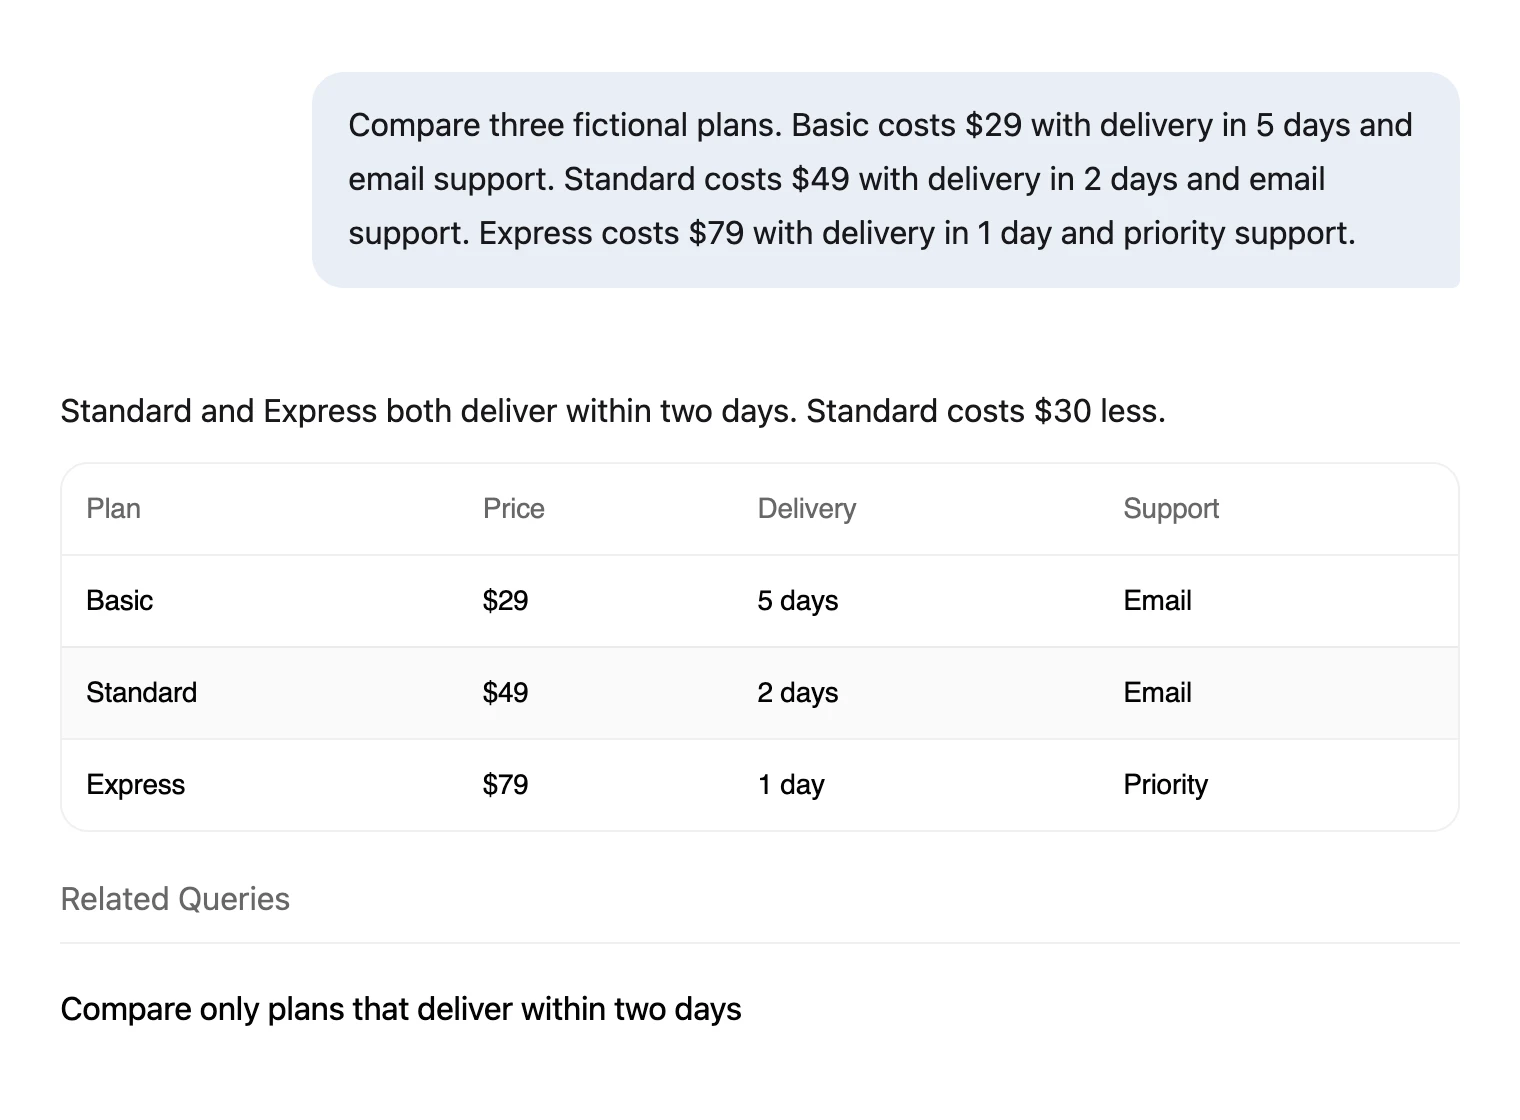 Compare three fictional plans. Basic costs $29 with delivery in 5 days and
email support. Standard costs $49 with delivery in 2 days and email
support. Express costs $79 with delivery in 1 day and priority support.
Standard and Express both deliver within two days. Standard costs $30 less.
Plan Price Delivery Support
Basic $29 5 days Email
Standard $49 2 days Email
Express $79 1 day Priority
Related Queries
Compare only plans that deliver within two days